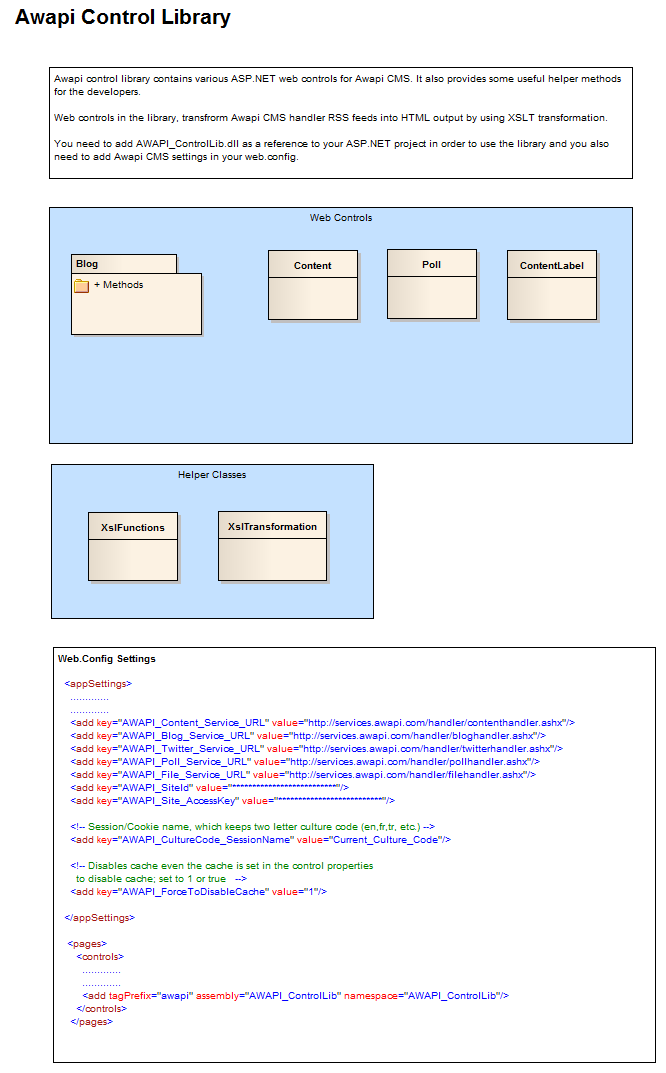 Awapi Control Library
Awapi control library contains various ASP.NET web controls for Awapi CMS. It also provides some useful helper methods
for the developers.
Web controls in the library, transfrorm Awapi CMS handler RSS feeds into HTML output by using XSLT transformation.
You need to add AWAPI_ControlLib.dll as a reference to your ASP.NET project in order to use the library and you also
need to add Awapi CMS settings in your web.config.
Web Controls
Blog
+ Methods
Content
Poll
ContentLabel
Helper Classes
XslFunctions
XslTransformation
Web.Config Settings
<appSettings>
.............
.............
<add key="AWAPI_Content_Service_URL" value="http://services.awapi.com/handler/contenthandler.ashx"/>
<add key="AWAPI_Blog_Service_URL" value="http://services.awapi.com/handler/bloghandler.ashx"/>
<add key="AWAPI_Twitter_Service_URL" value="http://services.awapi.com/handler/twitterhandler.ashx"/>
<add key="AWAPI_Poll_Service_URL" value="http://services.awapi.com/handler/pollhandler.ashx"/>
<add key="AWAPI_File_Service_URL" value="http://services.awapi.com/handler/filehandler.ashx"/>
<add key="AWAPI_SiteId" value="**************************"/>
<add key="AWAPI_Site_AccessKey" value="**************************"/>
<!-- Session/Cookie name, which keeps two letter culture code (en,fr,tr, etc.) -->
<add key="AWAPI_CultureCode_SessionName" value="Current_Culture_Code"/>
<!-- Disables cache even the cache is set in the control properties
to disable cache; set to 1 or true -->
<add key="AWAPI_ForceToDisableCache" value="1"/>
</appSettings>
<pages>
<controls>
.............
.............
<add tagPrefix="awapi" assembly="AWAPI_ControlLib" namespace="AWAPI_ControlLib"/>
</controls>
</pages>